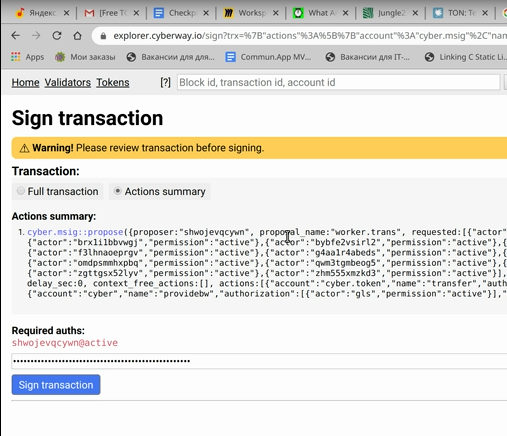 Яндекс
[Free T
Checkp
Worksp
What A
Jungle2
TON: Te
explorer.cyberway.io/sign?trx=%7B"actions"%3A%5B%7B"account"%3A"cyber.msig"%2C"nan
Apps Мои заказы Вакансии для дл... Commun.App MV... Вакансии для IT-... Linking C Static Li...
Home Validators Tokens [?] Block id, transaction id, account id
Sign transaction
Warning! Please review transaction before signing.
Transaction:
Full transaction Actions summary
Actions summary:
1. cyber.msig::propose({proposer:"shwojevqcywn", proposal_name:"worker.trans", requested:[{"actor"
{"actor":"brx1i1bbvwgj","permission":"active"},{"actor":"bybfe2vsirl2","permission":"active"},{
{"actor":"f3lhnaoeprgv","permission":"active"},{"actor":"g4aa1r4abeds","permission":"active"},{
{"actor":"omdpsmmhxpbq","permission":"active"},{"actor":"qwm3tgmbeog5","permission":"active"},{
{"actor":"zgttgsx52lyv","permission":"active"},{"actor":"zhm555xmzkd3","permission":"active"}],
delay_sec:0, context_free_actions:[], actions:[{"account":"cyber.token","name":"transfer","auth
{"account":"cyber","name":"providebw","authorization":[{"actor":"gls","permission":"active"}],"
Required auths:
shwojevqcywn@active
Sign transaction